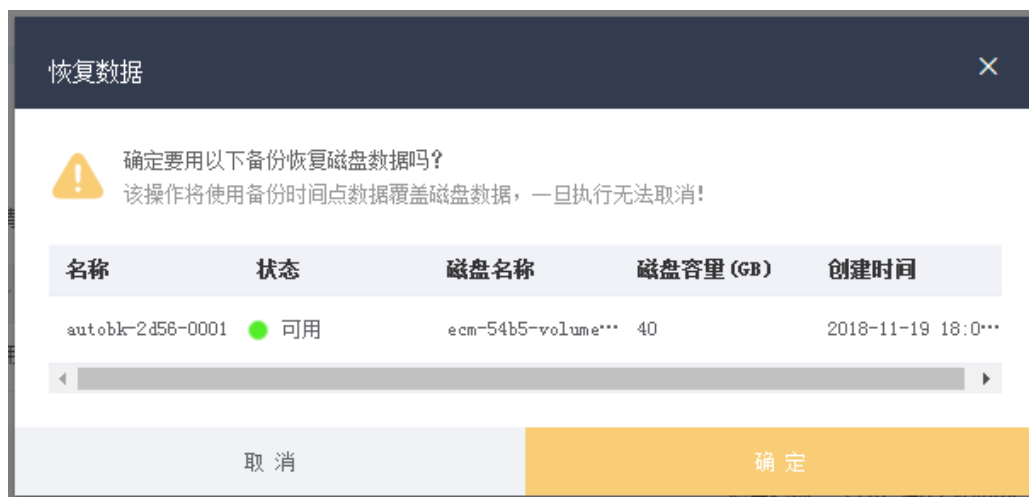 恢复数据
确定要用以下备份恢复磁盘数据吗?
该操作将使用备份时间点数据覆盖磁盘数据，一旦执行无法取消!
名称 状态 磁盘名称 磁盘容量(GB) 创建时间
autobk-2d56-0001 可用 ecm-54b5-volume… 40 2018-11-19 18:0…
取 消 确 定